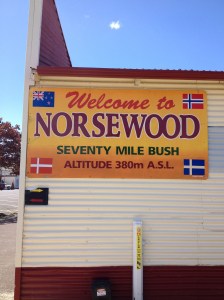 Welcome to
NORSEWOOD
SEVENTY MILE BUSH
ALTITUDE 380m A.S.L.